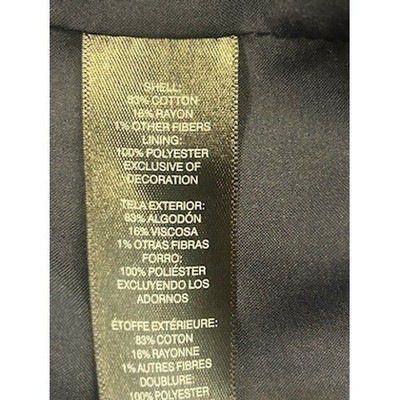 SHELL:
83% COTTON
16% RAYON
1% OTHER FIBERS
LINING:
100% POLYESTER
EXCLUSIVE OF
DECORATION
TELA EXTERIOR:
83% ALGODÓN
16% VISCOSA
1% OTRAS FIBRAS
FORRO:
100% POLIÉSTER
EXCLUYENDO LOS
ADORNOS
ÉTOFFE EXTÉRIEURE:
83% COTON
16% RAYONNE
1% AUTRES FIBRES
DOUBLURE:
100% POLYESTER